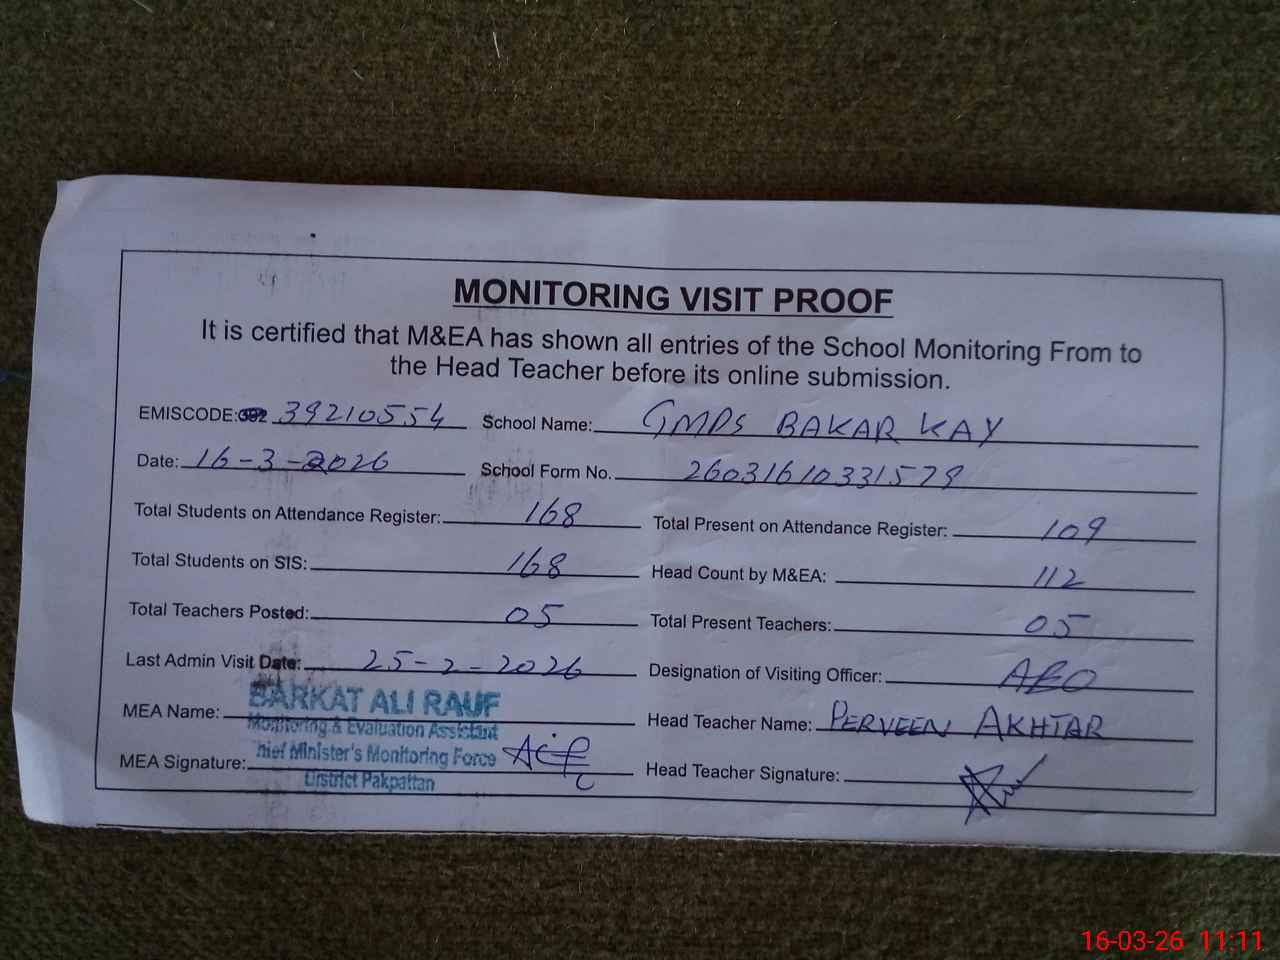 MONITORING VISIT PROOF
It is certified that M&EA has shown all entries of the School Monitoring From to
the Head Teacher before its online submission.
EMISCODE: 39210554 School Name: GMPS BAKAR KAY
Date: 16-3-2026 School Form No. 26031610331579
Total Students on Attendance Register: 168 Total Present on Attendance Register: 109
Total Students on SIS: 168 Head Count by M&EA: 112
Total Teachers Posted: 05 Total Present Teachers: 05
Last Admin Visit Date: 25-2-2026 Designation of Visiting Officer: AEO
BARKAT ALI RAUF
MEA Name: Head Teacher Name: PERVEEN AKHTAR
Monitoring & Evaluation Assistant
Chief Minister's Monitoring Force
MEA Signature: Head Teacher Signature:
District Pakpattan
16-03-26 11:11